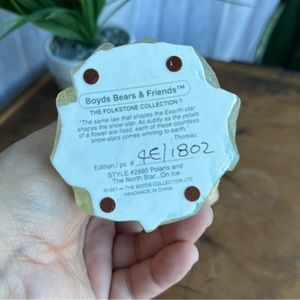 Boyds Bears & Friends™
THE FOLKSTONE COLLECTION®
"The same law that shapes the Earth-star
shapes the snow-star. As subtly as the petals
of a flower are fixed, each of these countless
snow-stars comes whirling to earth."
- Thoreau
Edition / pc # 4E/1802
STYLE #2880 Polaris and
The North Star...On Ice
©1997 THE BOYDS COLLECTION LTD
HANDMADE IN CHINA